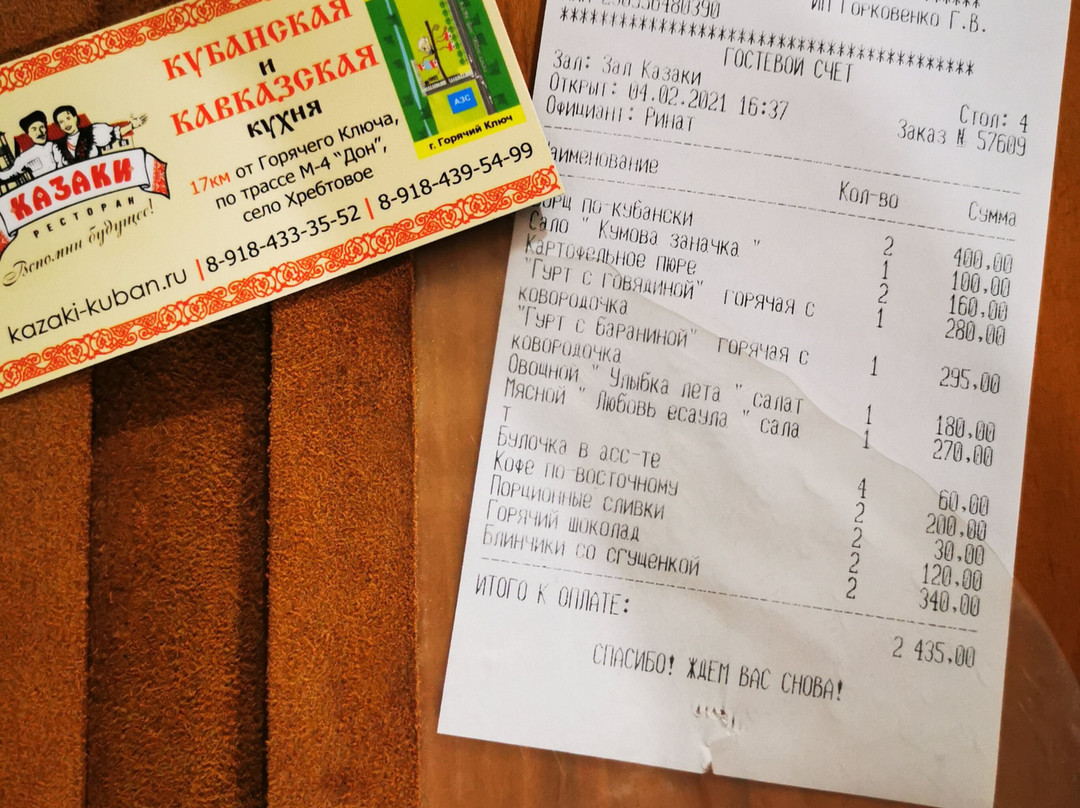 КУБАНСКАЯ
и
КАВКАЗСКАЯ
КУХНЯ
17км от Горячего Ключа,
по трассе М-4 "Дон",
село Хребтовое
8-918-433-35-52 | 8-918-439-54-99
kazaki-kuban.ru
КАЗАКИ
РЕСТОРАН
Вспомни будущее!
АЗС
г. Горячий Ключ
ИП Горковенко Г.В.
************************************
ГОСТЕВОЙ СЧЕТ
Зал: Зал Казаки
Открыт: 04.02.2021 16:37 Стол: 4
Официант: Ринат Заказ № 57609
аименование Кол-во Сумма
орщ по-кубански 2 400,00
Сало " Кумова заначка " 1 100,00
Картофельное пюре 2 160,00
"Гурт с говядиной" горячая с 1 280,00
ковородочка
"Гурт с бараниной" горячая с 1 295,00
ковородочка
Овощной " Улыбка лета " салат 1 180,00
Мясной " Любовь есаула " сала 1 270,00
т
Булочка в асс-те 4 60,00
Кофе по-восточному 2 200,00
Порционные сливки 2 30,00
Горячий шоколад 2 120,00
Блинчики со сгущенкой 2 340,00
ИТОГО К ОПЛАТЕ: 2 435,00
СПАСИБО! ЖДЕМ ВАС СНОВА!